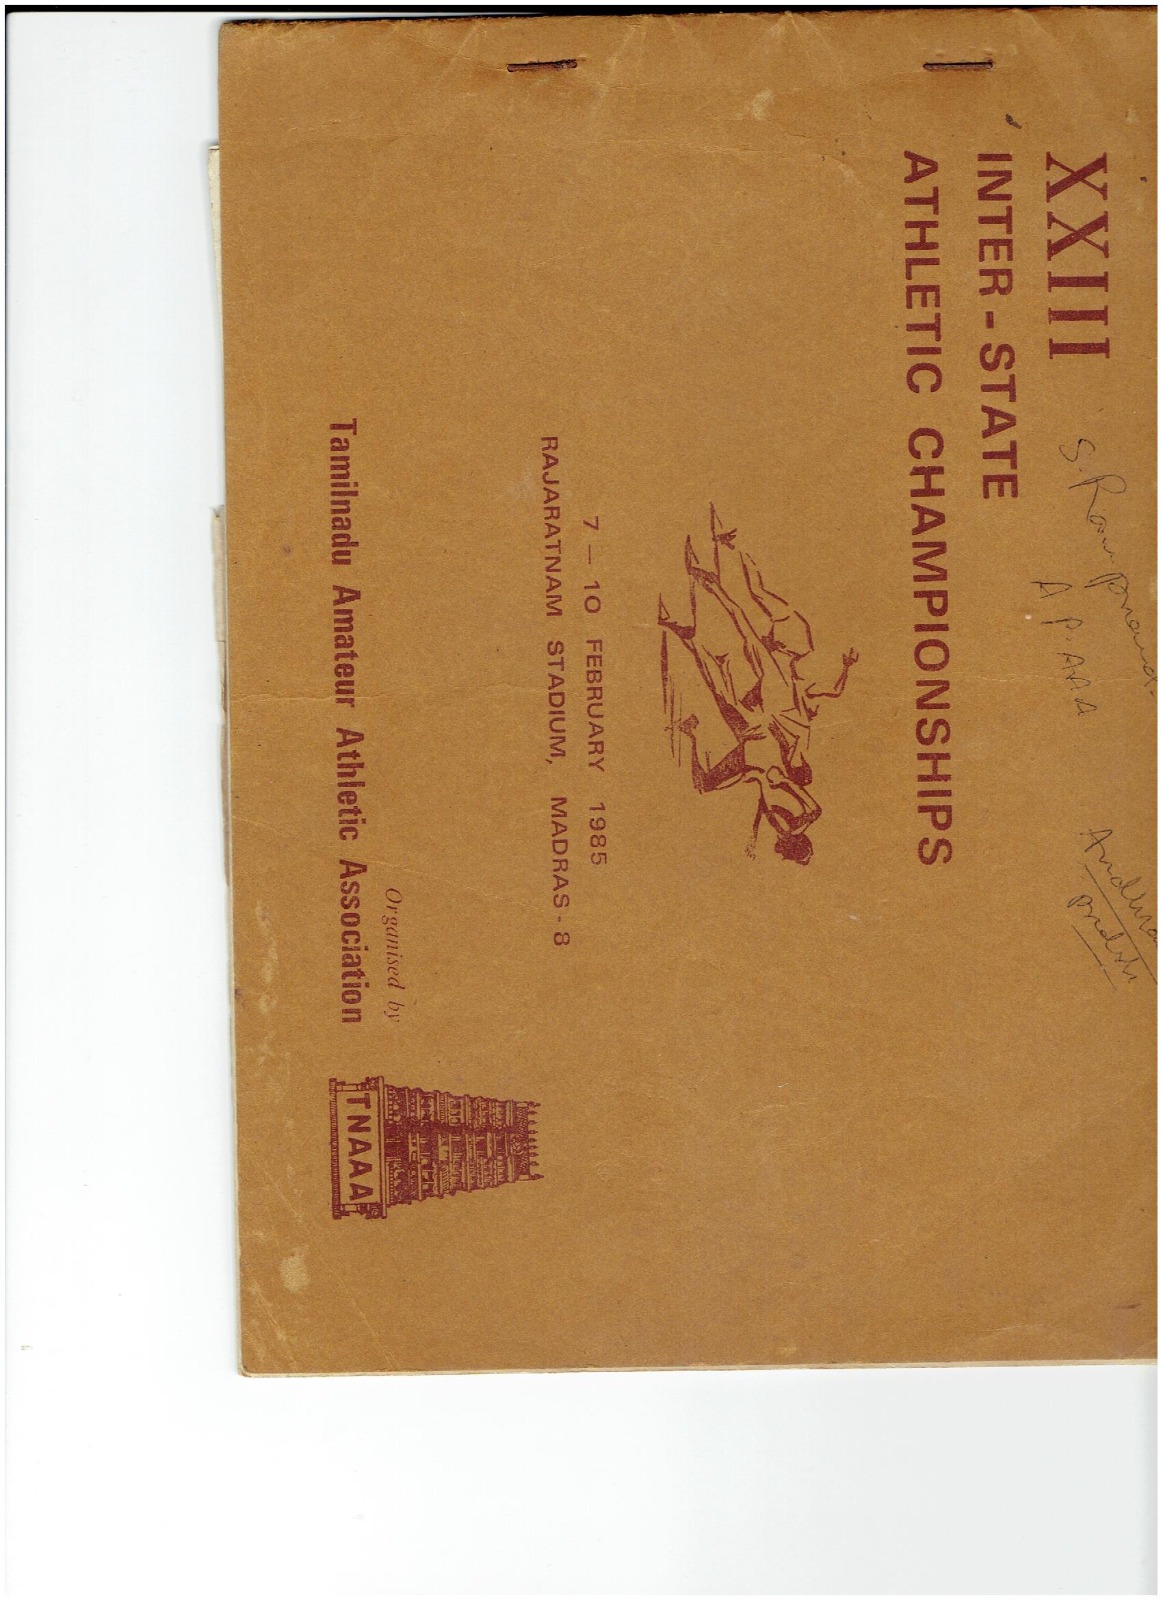 XXIII
INTER-STATE
ATHLETIC CHAMPIONSHIPS
S.
A P. AAA
Andhra
7 — 10 FEBRUARY 1985
RAJARATNAM STADIUM, MADRAS - 8
Organised by
Tamilnadu Amateur Athletic Association
TNAAA